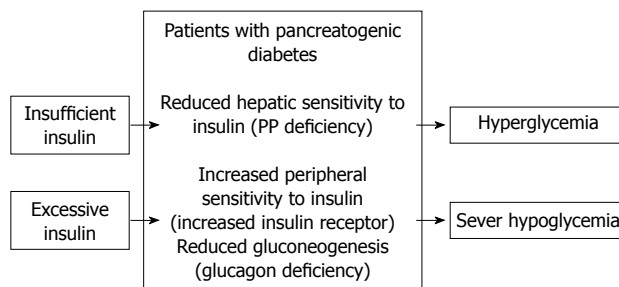 Patients with pancreatogenic
diabetes
Insufficient
insulin
Reduced hepatic sensitivity to
insulin (PP deficiency)
Hyperglycemia
Excessive
insulin
Increased peripheral
sensitivity to insulin
(increased insulin receptor)
Reduced gluconeogenesis
(glucagon deficiency)
Sever hypoglycemia